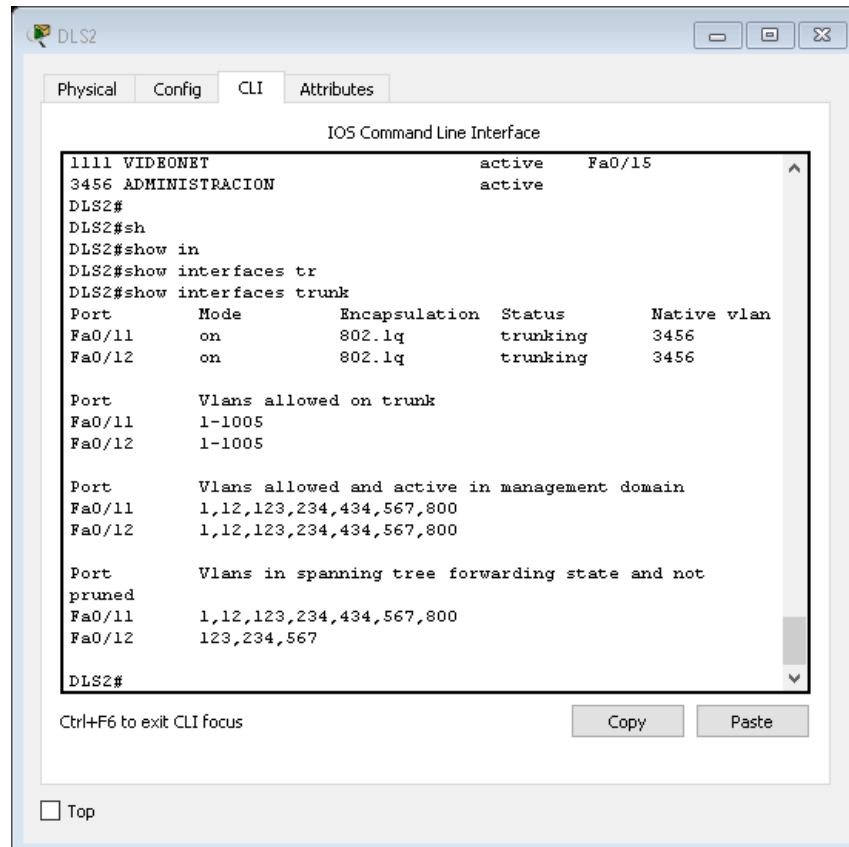 DLS2
Physical Config CLI Attributes
IOS Command Line Interface
1111 VIDEONET active Fa0/15
3456 ADMINISTRACION active
DLS2#
DLS2#sh
DLS2#show in
DLS2#show interfaces tr
DLS2#show interfaces trunk
Port Mode Encapsulation Status Native vlan
Fa0/11 on 802.1q trunking 3456
Fa0/12 on 802.1q trunking 3456
Port Vlans allowed on trunk
Fa0/11 1-1005
Fa0/12 1-1005
Port Vlans allowed and active in management domain
Fa0/11 1,12,123,234,434,567,800
Fa0/12 1,12,123,234,434,567,800
Port Vlans in spanning tree forwarding state and not
pruned
Fa0/11 1,12,123,234,434,567,800
Fa0/12 123,234,567
DLS2#
Ctrl+F6 to exit CLI focus Copy Paste
Top